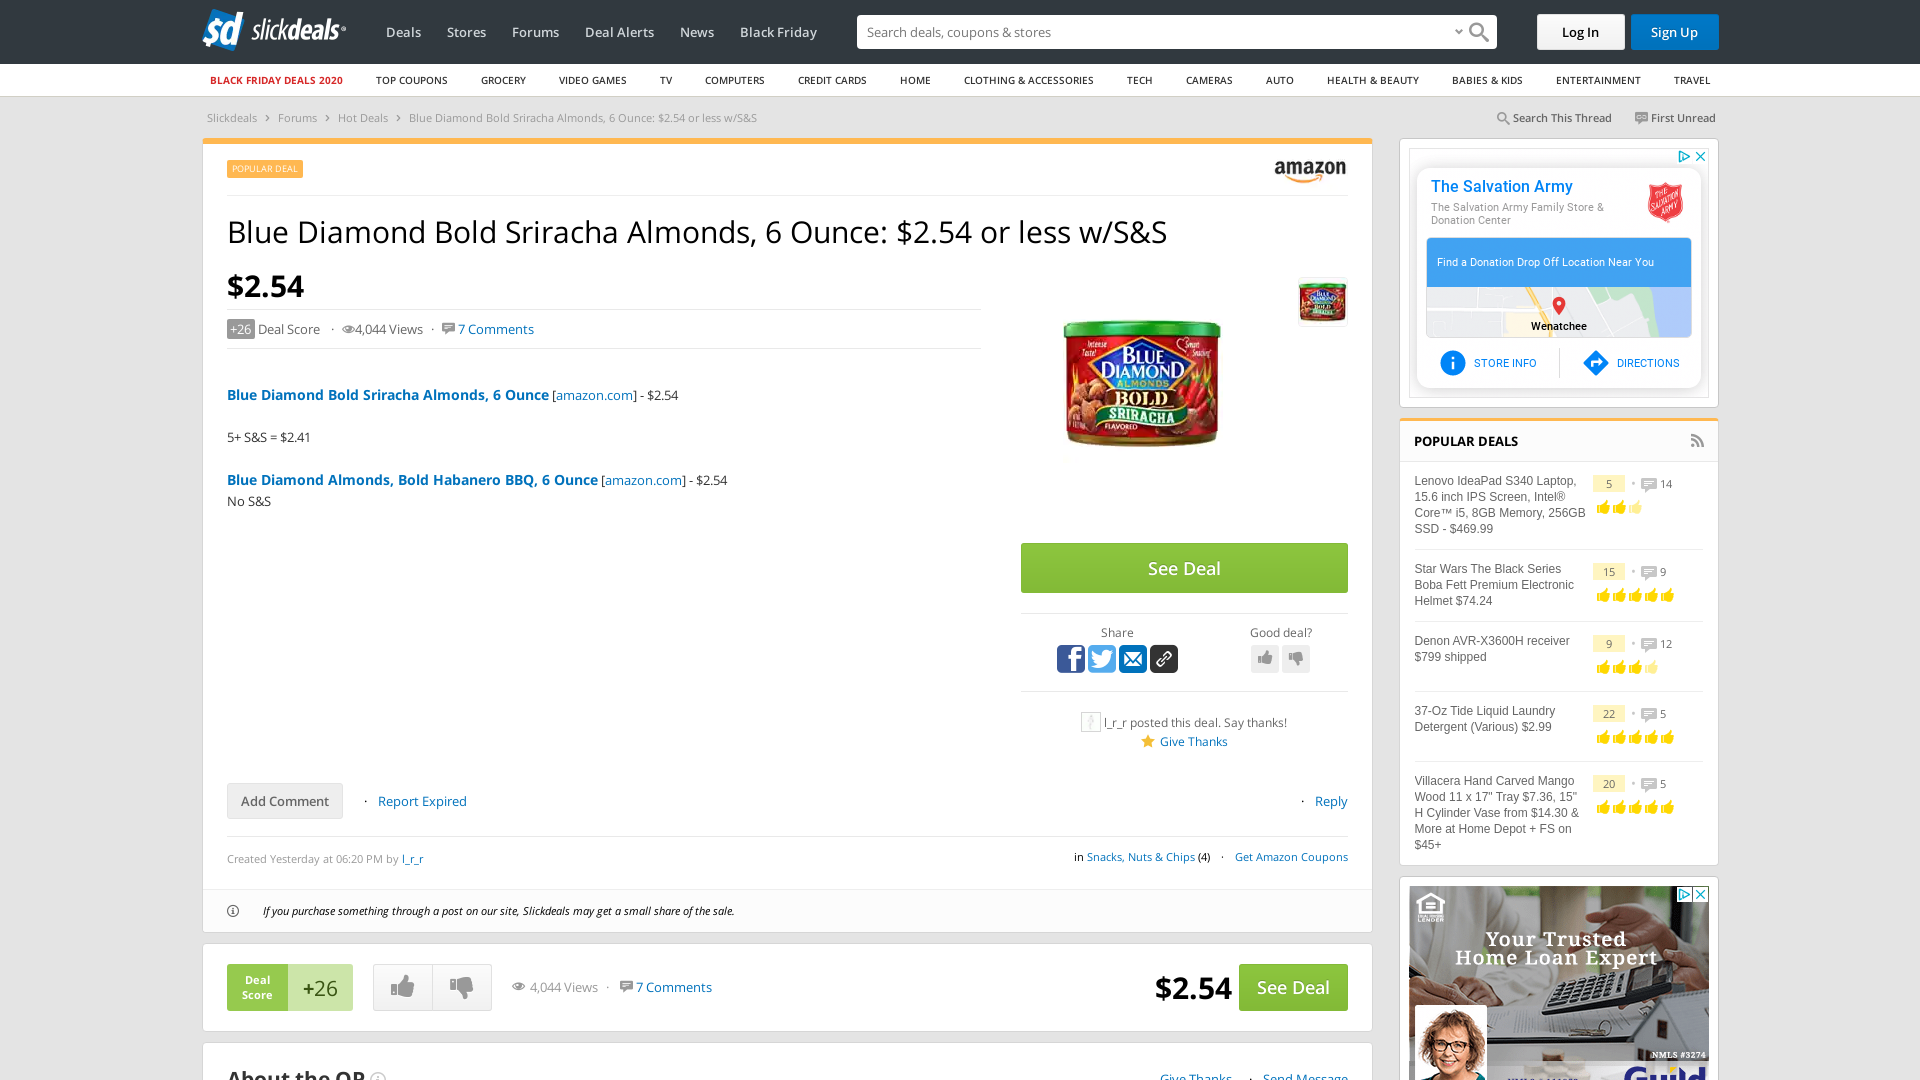 slickdeals
Deals
Stores
Forums
Deal Alerts
News
Black Friday
Search deals, coupons & stores
Log In
Sign Up
BLACK FRIDAY DEALS 2020
TOP COUPONS
GROCERY
VIDEO GAMES
TV
COMPUTERS
CREDIT CARDS
HOME
CLOTHING & ACCESSORIES
TECH
CAMERAS
AUTO
HEALTH & BEAUTY
BABIES & KIDS
ENTERTAINMENT
TRAVEL
Slickdeals › Forums › Hot Deals › Blue Diamond Bold Sriracha Almonds, 6 Ounce: $2.54 or less w/S&S
Search This Thread
First Unread
POPULAR DEAL
amazon
Blue Diamond Bold Sriracha Almonds, 6 Ounce: $2.54 or less w/S&S
$2.54
+26 Deal Score · 4,044 Views · 7 Comments
Blue Diamond Bold Sriracha Almonds, 6 Ounce [amazon.com] - $2.54
5+ S&S = $2.41
Blue Diamond Almonds, Bold Habanero BBQ, 6 Ounce [amazon.com] - $2.54
No S&S
Intense Taste!
Smart Snacking
BLUE
DIAMOND
ALMONDS
BOLD
SRIRACHA
FLAVORED
See Deal
Share
Good deal?
l_r_r posted this deal. Say thanks!
Give Thanks
Add Comment
· Report Expired
· Reply
Created Yesterday at 06:20 PM by l_r_r
in Snacks, Nuts & Chips (4) · Get Amazon Coupons
If you purchase something through a post on our site, Slickdeals may get a small share of the sale.
Deal Score
+26
4,044 Views · 7 Comments
$2.54
See Deal
About the OP
Give Thanks · Send Message
The Salvation Army
The Salvation Army Family Store &
Donation Center
THE SALVATION ARMY
Find a Donation Drop Off Location Near You
Wenatchee
STORE INFO
DIRECTIONS
POPULAR DEALS
Lenovo IdeaPad S340 Laptop,
15.6 inch IPS Screen, Intel®
Core™ i5, 8GB Memory, 256GB
SSD - $469.99
5 • 14
Star Wars The Black Series
Boba Fett Premium Electronic
Helmet $74.24
15 • 9
Denon AVR-X3600H receiver
$799 shipped
9 • 12
37-Oz Tide Liquid Laundry
Detergent (Various) $2.99
22 • 5
Villacera Hand Carved Mango
Wood 11 x 17" Tray $7.36, 15"
H Cylinder Vase from $14.30 &
More at Home Depot + FS on
$45+
20 • 5
Your Trusted
Home Loan Expert
NMLS #3274
Guild